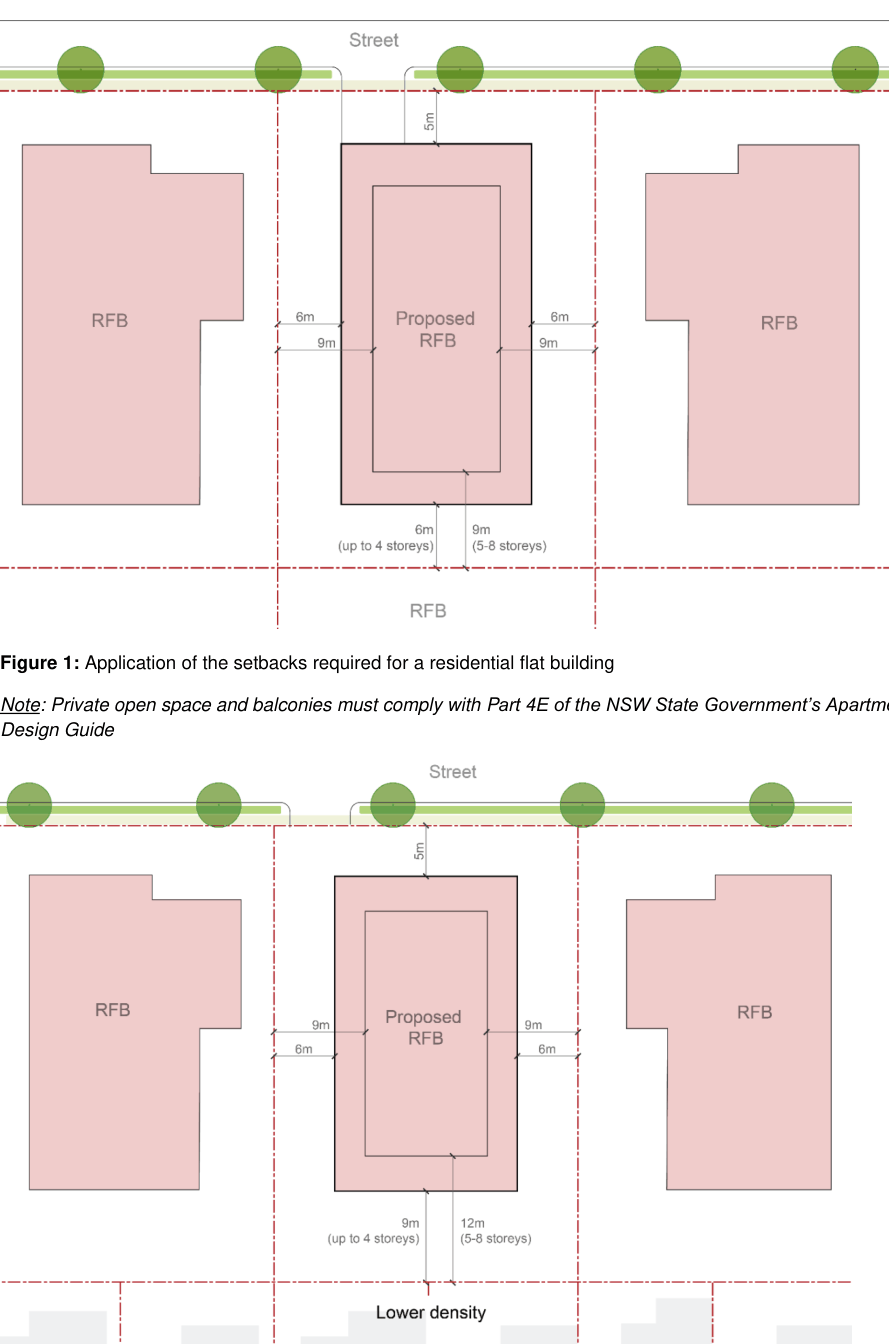 Street
5m
RFB
Proposed
RFB
RFB
6m
6m
9m
9m
6m
(up to 4 storeys)
9m
(5-8 storeys)
RFB
Figure 1: Application of the setbacks required for a residential flat building
Note: Private open space and balconies must comply with Part 4E of the NSW State Government’s
Design Guide
Street
5m
RFB
Proposed
RFB
RFB
9m
9m
6m
6m
9m
(up to 4 storeys)
12m
(5-8 storeys)
Lower density